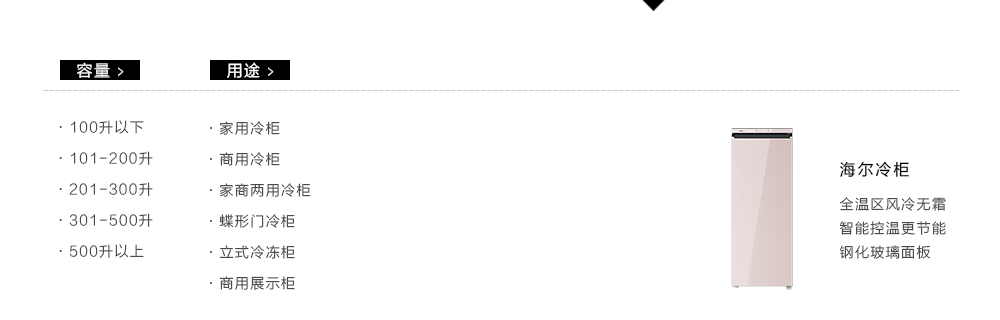 容量 >
· 100升以下
· 101-200升
· 201-300升
· 301-500升
· 500升以上
用途 >
· 家用冷柜
· 商用冷柜
· 家商两用冷柜
· 蝶形门冷柜
· 立式冷冻柜
· 商用展示柜
海尔冷柜
全温区风冷无霜
智能控温更节能
钢化玻璃面板